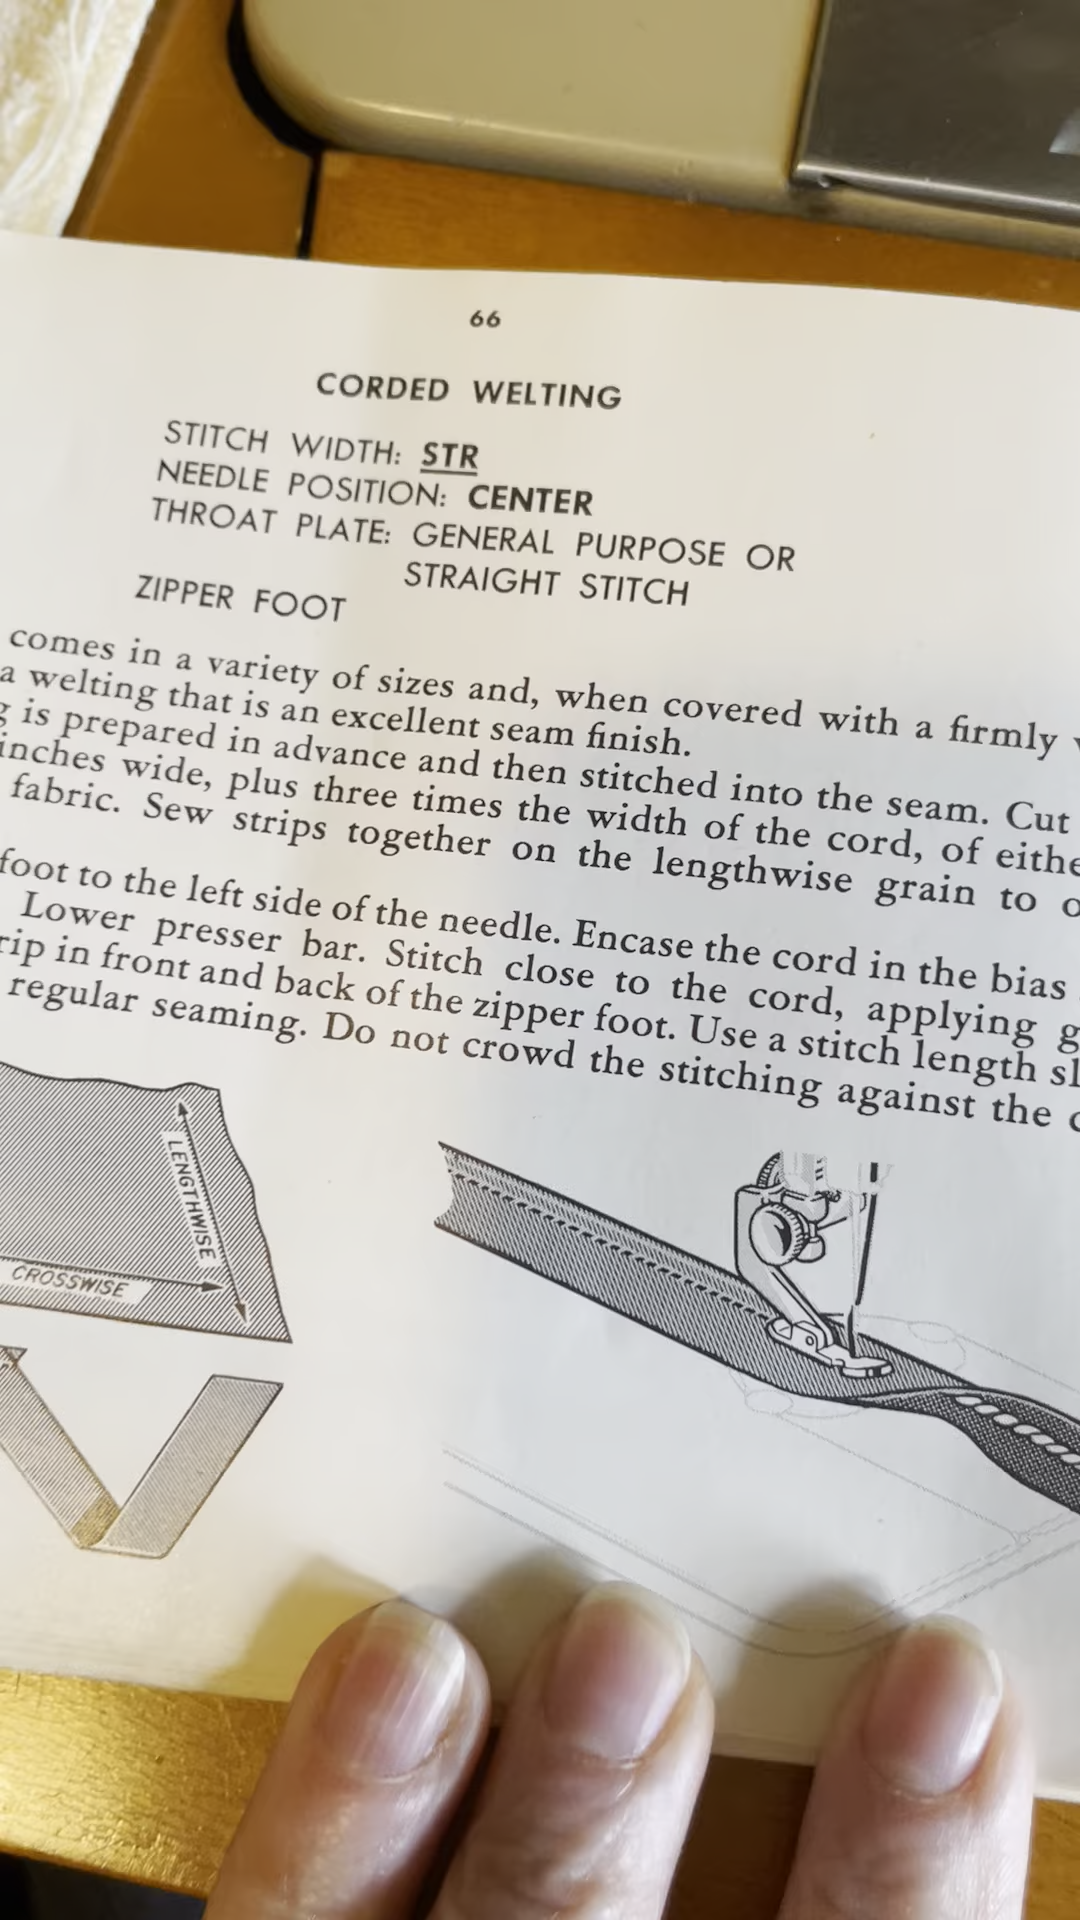 66
CORDED WELTING
STITCH WIDTH: STR
NEEDLE POSITION: CENTER
THROAT PLATE: GENERAL PURPOSE OR
STRAIGHT STITCH
ZIPPER FOOT
comes in a variety of sizes and, when covered with a firmly
a welting that is an excellent seam finish.
is prepared in advance and then stitched into the seam. Cut
inches wide, plus three times the width of the cord, of
fabric. Sew strips together on the lengthwise grain to
foot to the left side of the needle. Encase the cord in the bias
Lower presser bar. Stitch close to the cord, applying
in front and back of the zipper foot. Use a stitch length
regular seaming. Do not crowd the stitching against the
LENGTHWISE
CROSSWISE